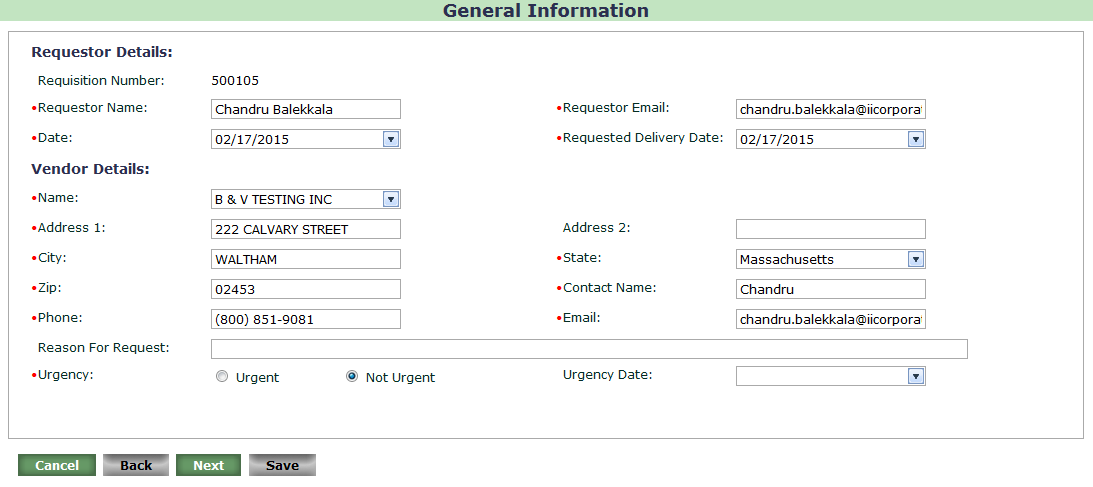 General Information
Requestor Details:
Requisition Number: 500105
•Requestor Name: Chandru Balekkala •Requestor Email: chandru.balekkala@iicorporat
•Date: 02/17/2015 •Requested Delivery Date: 02/17/2015
Vendor Details:
•Name: B & V TESTING INC
•Address 1: 222 CALVARY STREET Address 2:
•City: WALTHAM •State: Massachusetts
•Zip: 02453 •Contact Name: Chandru
•Phone: (800) 851-9081 •Email: chandru.balekkala@iicorporat
Reason For Request:
•Urgency: Urgent Not Urgent Urgency Date:
Cancel Back Next Save